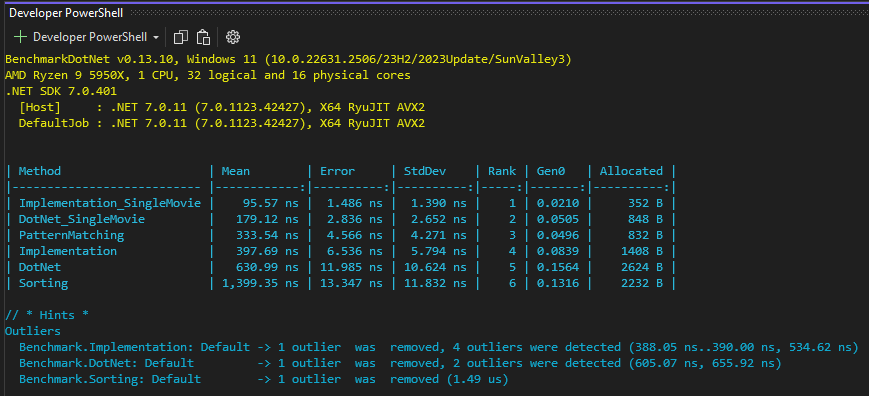 Developer PowerShell
+ Developer PowerShell
BenchmarkDotNet v0.13.10, Windows 11 (10.0.22631.2506/23H2/2023Update/SunValley3)
AMD Ryzen 9 5950X, 1 CPU, 32 logical and 16 physical cores
.NET SDK 7.0.401
  [Host]     : .NET 7.0.11 (7.0.1123.42427), X64 RyuJIT AVX2
  DefaultJob : .NET 7.0.11 (7.0.1123.42427), X64 RyuJIT AVX2
| Method                     | Mean        | Error     | StdDev    | Rank | Gen0   | Allocated |
|--------------------------- |------------:|----------:|----------:|-----:|-------:|----------:|
| Implementation_SingleMovie |    95.57 ns |  1.486 ns |  1.390 ns |    1 | 0.0210 |     352 B |
| DotNet_SingleMovie         |   179.12 ns |  2.836 ns |  2.652 ns |    2 | 0.0505 |     848 B |
| PatternMatching            |   333.54 ns |  4.566 ns |  4.271 ns |    3 | 0.0496 |     832 B |
| Implementation             |   397.69 ns |  6.536 ns |  5.794 ns |    4 | 0.0839 |    1408 B |
| DotNet                     |   630.99 ns | 11.985 ns | 10.624 ns |    5 | 0.1564 |    2624 B |
| Sorting                    | 1,399.35 ns | 13.347 ns | 11.832 ns |    6 | 0.1316 |    2232 B |
// * Hints *
Outliers
  Benchmark.Implementation: Default -> 1 outlier  was  removed, 4 outliers were detected (388.05 ns..390.00 ns, 534.62 ns)
  Benchmark.DotNet: Default         -> 1 outlier  was  removed, 2 outliers were detected (605.07 ns, 655.92 ns)
  Benchmark.Sorting: Default        -> 1 outlier  was  removed (1.49 us)